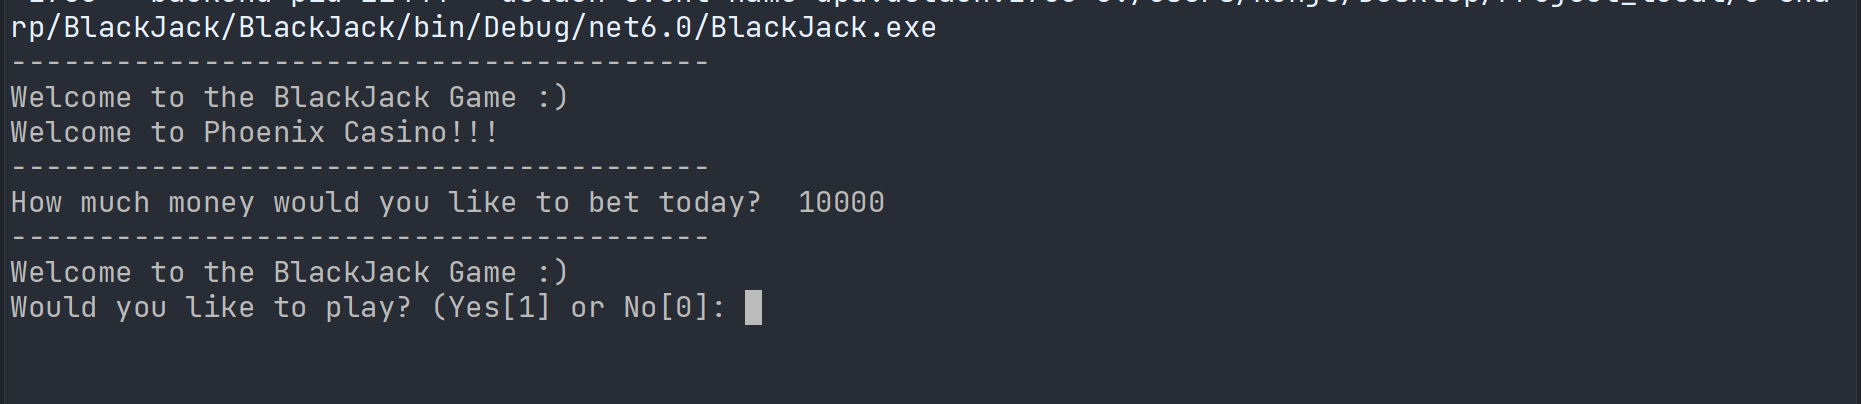 rp/BlackJack/BlackJack/bin/Debug/net6.0/BlackJack.exe
----------------------------------------
Welcome to the BlackJack Game :)
Welcome to Phoenix Casino!!!
----------------------------------------
How much money would you like to bet today?  10000
----------------------------------------
Welcome to the BlackJack Game :)
Would you like to play? (Yes[1] or No[0]: